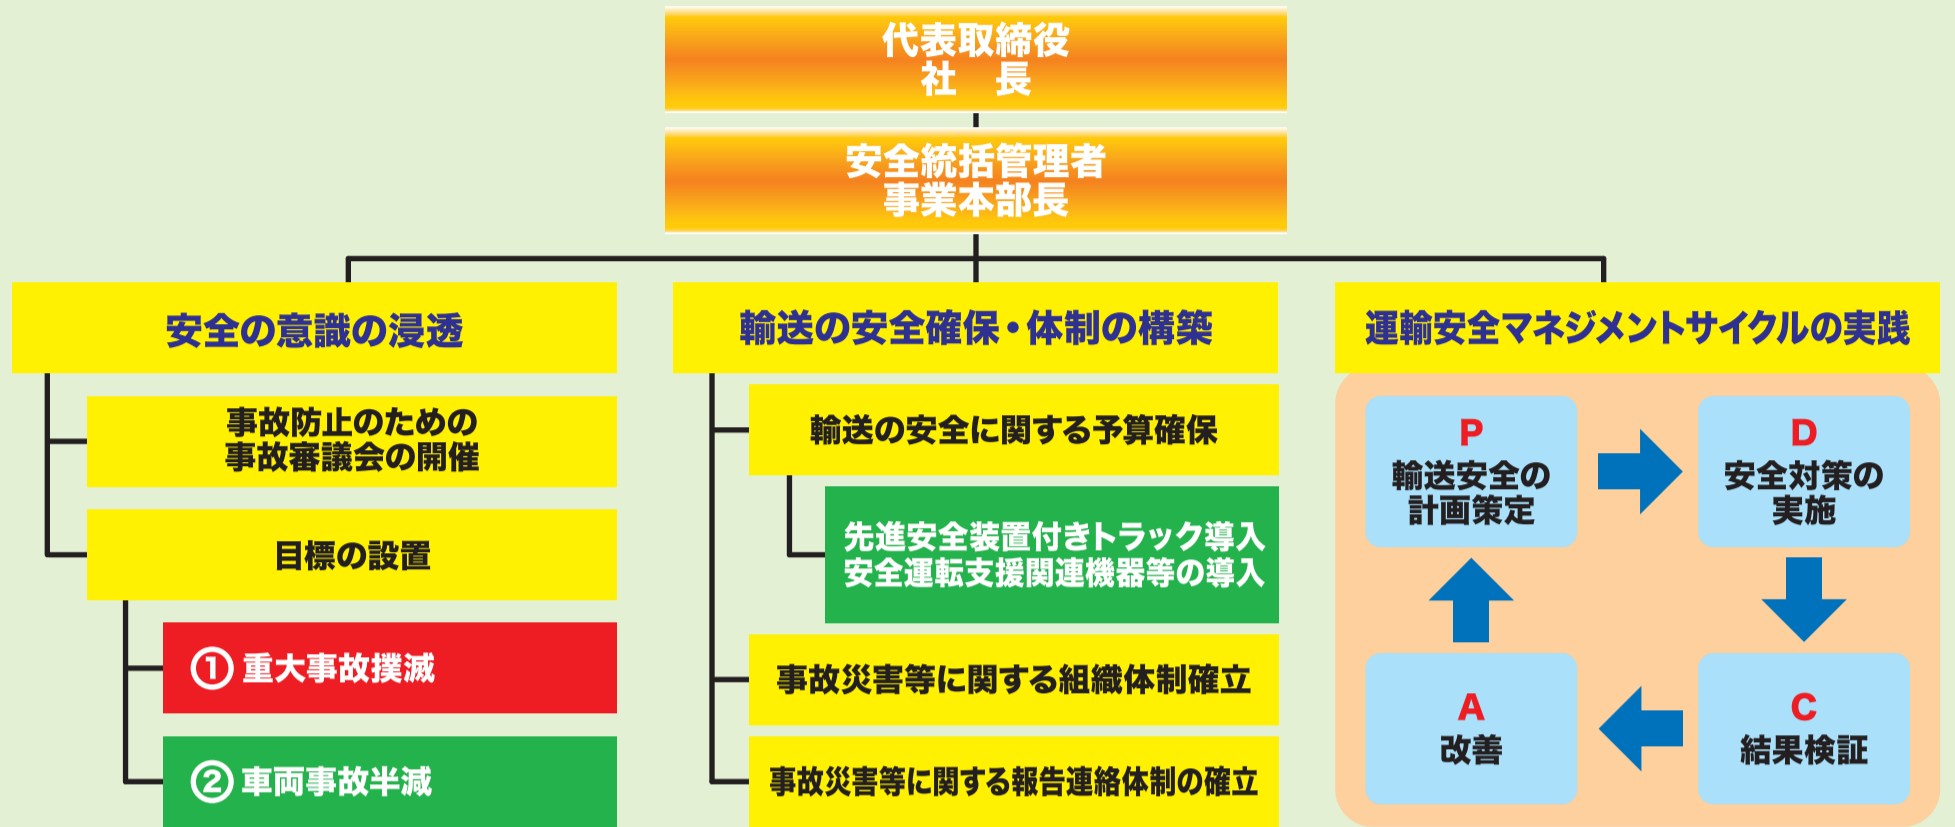 代表取締役
社　長
安全統括管理者
事業本部長
安全の意識の浸透
事故防止のための
事故審議会の開催
目標の設置
① 重大事故撲滅
② 車両事故半減
輸送の安全確保・体制の構築
輸送の安全に関する予算確保
先進安全装置付きトラック導入
安全運転支援関連機器等の導入
事故災害等に関する組織体制確立
事故災害等に関する報告連絡体制の確立
運輸安全マネジメントサイクルの実践
P
輸送安全の
計画策定
D
安全対策の
実施
C
結果検証
A
改善